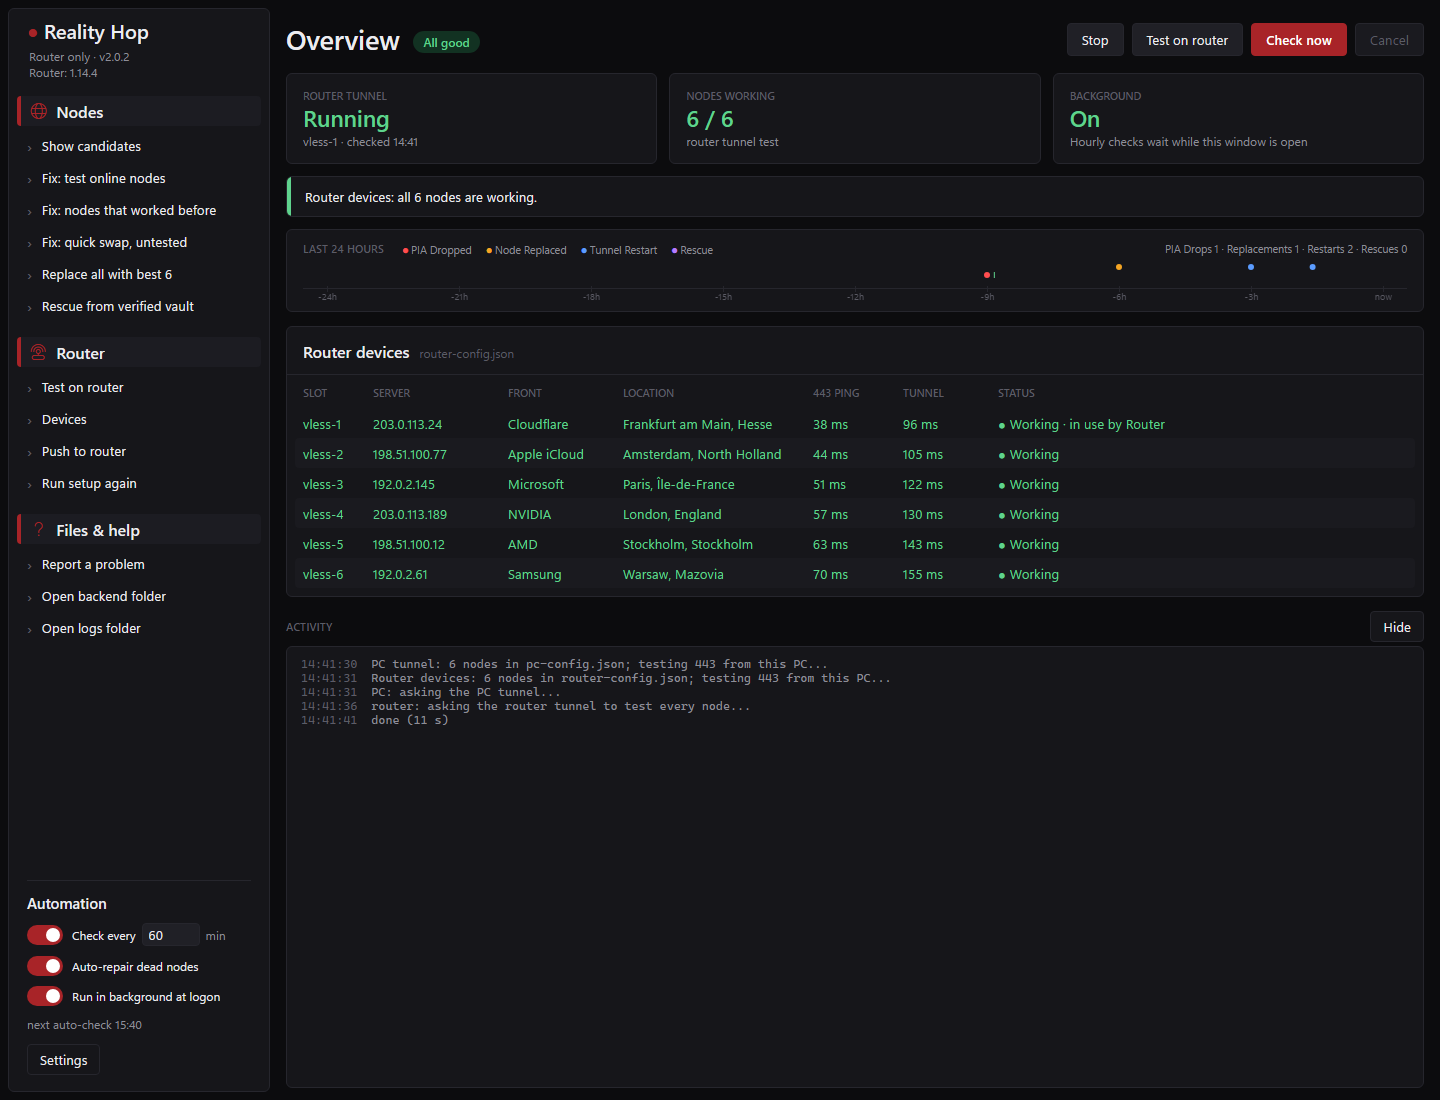 Reality Hop
Router only · v2.0.2
Router: 1.14.4
Nodes
Show candidates
Fix: test online nodes
Fix: nodes that worked before
Fix: quick swap, untested
Replace all with best 6
Rescue from verified vault
Router
Test on router
Devices
Push to router
Run setup again
Files & help
Report a problem
Open backend folder
Open logs folder
Automation
Check every 60 min
Auto-repair dead nodes
Run in background at logon
next auto-check 15:40
Settings
Overview All good Stop Test on router Check now Cancel
ROUTER TUNNEL
Running
vless-1 · checked 14:41
NODES WORKING
6 / 6
router tunnel test
BACKGROUND
On
Hourly checks wait while this window is open
Router devices: all 6 nodes are working.
LAST 24 HOURS PIA Dropped Node Replaced Tunnel Restart Rescue PIA Drops 1 · Replacements 1 · Restarts 2 · Rescues 0
-24h -21h -18h -15h -12h -9h -6h -3h now
Router devices router-config.json
SLOT SERVER FRONT LOCATION 443 PING TUNNEL STATUS
vless-1 203.0.113.24 Cloudflare Frankfurt am Main, Hesse 38 ms 96 ms Working · in use by Router
vless-2 198.51.100.77 Apple iCloud Amsterdam, North Holland 44 ms 105 ms Working
vless-3 192.0.2.145 Microsoft Paris, Île-de-France 51 ms 122 ms Working
vless-4 203.0.113.189 NVIDIA London, England 57 ms 130 ms Working
vless-5 198.51.100.12 AMD Stockholm, Stockholm 63 ms 143 ms Working
vless-6 192.0.2.61 Samsung Warsaw, Mazovia 70 ms 155 ms Working
ACTIVITY Hide
14:41:30 PC tunnel: 6 nodes in pc-config.json; testing 443 from this PC...
14:41:31 Router devices: 6 nodes in router-config.json; testing 443 from this PC...
14:41:31 PC: asking the PC tunnel...
14:41:36 router: asking the router tunnel to test every node...
14:41:41 done (11 s)